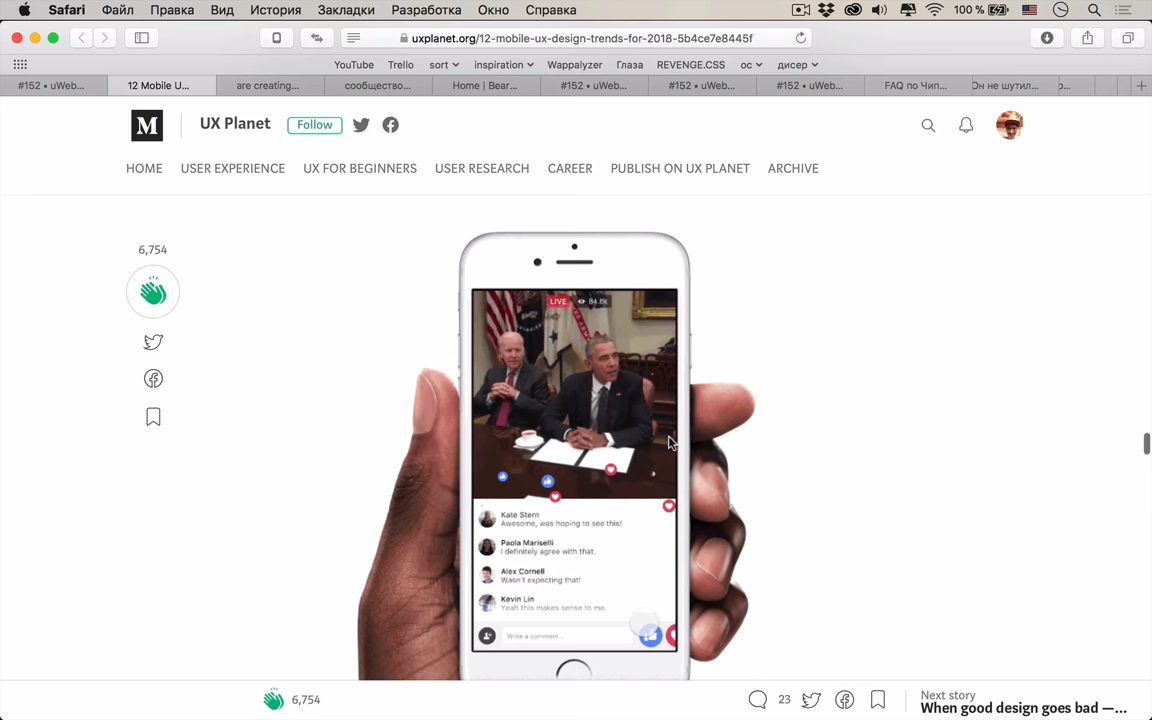 Safari Файл Правка Вид История Закладки Разработка Окно Справка 100 %
uxplanet.org/12-mobile-ux-design-trends-for-2018-5b4ce7e8445f
YouTube Trello sort inspiration Wappalyzer Глаза REVENGE.CSS ос дисер
#152 • uWeb... 12 Mobile U... are creating... сообщество... Home | Bear... #152 • uWeb... #152 • uWeb... #152 • uWeb... FAQ по Чип... Он не шутил...
M UX Planet Follow
HOME USER EXPERIENCE UX FOR BEGINNERS USER RESEARCH CAREER PUBLISH ON UX PLANET ARCHIVE
6,754
LIVE 84.8k
Kate Stern
Awesome, was hoping to see this!
Paola Mariselli
I definitely agree with that.
Alex Cornell
Wasn't expecting that!
Kevin Lin
Yeah this makes sense to me.
Write a comment...
6,754 23
Next story
When good design goes bad —...